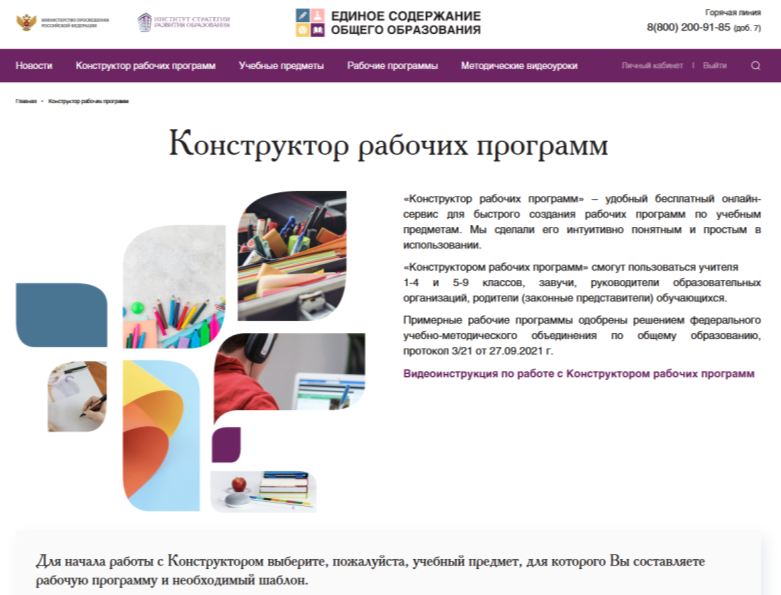 МИНИСТЕРСТВО ПРОСВЕЩЕНИЯ
РОССИЙСКОЙ ФЕДЕРАЦИИ
ИНСТИТУТ СТРАТЕГИИ
РАЗВИТИЯ ОБРАЗОВАНИЯ
ЕДИНОЕ СОДЕРЖАНИЕ
ОБЩЕГО ОБРАЗОВАНИЯ
Горячая линия
8(800) 200-91-85 (доб. 7)
Новости Конструктор рабочих программ Учебные предметы Рабочие программы Методические видеоуроки Личный кабинет | Выйти
Главная • Конструктор рабочих программ
Конструктор рабочих программ
«Конструктор рабочих программ» – удобный бесплатный онлайн-
сервис для быстрого создания рабочих программ по учебным
предметам. Мы сделали его интуитивно понятным и простым в
использовании.
«Конструктором рабочих программ» смогут пользоваться учителя
1-4 и 5-9 классов, завучи, руководители образовательных
организаций, родители (законные представители) обучающихся.
Примерные рабочие программы одобрены решением федерального
учебно-методического объединения по общему образованию,
протокол 3/21 от 27.09.2021 г.
Видеоинструкция по работе с Конструктором рабочих программ
Для начала работы с Конструктором выберите, пожалуйста, учебный предмет, для которого Вы составляете
рабочую программу и необходимый шаблон.